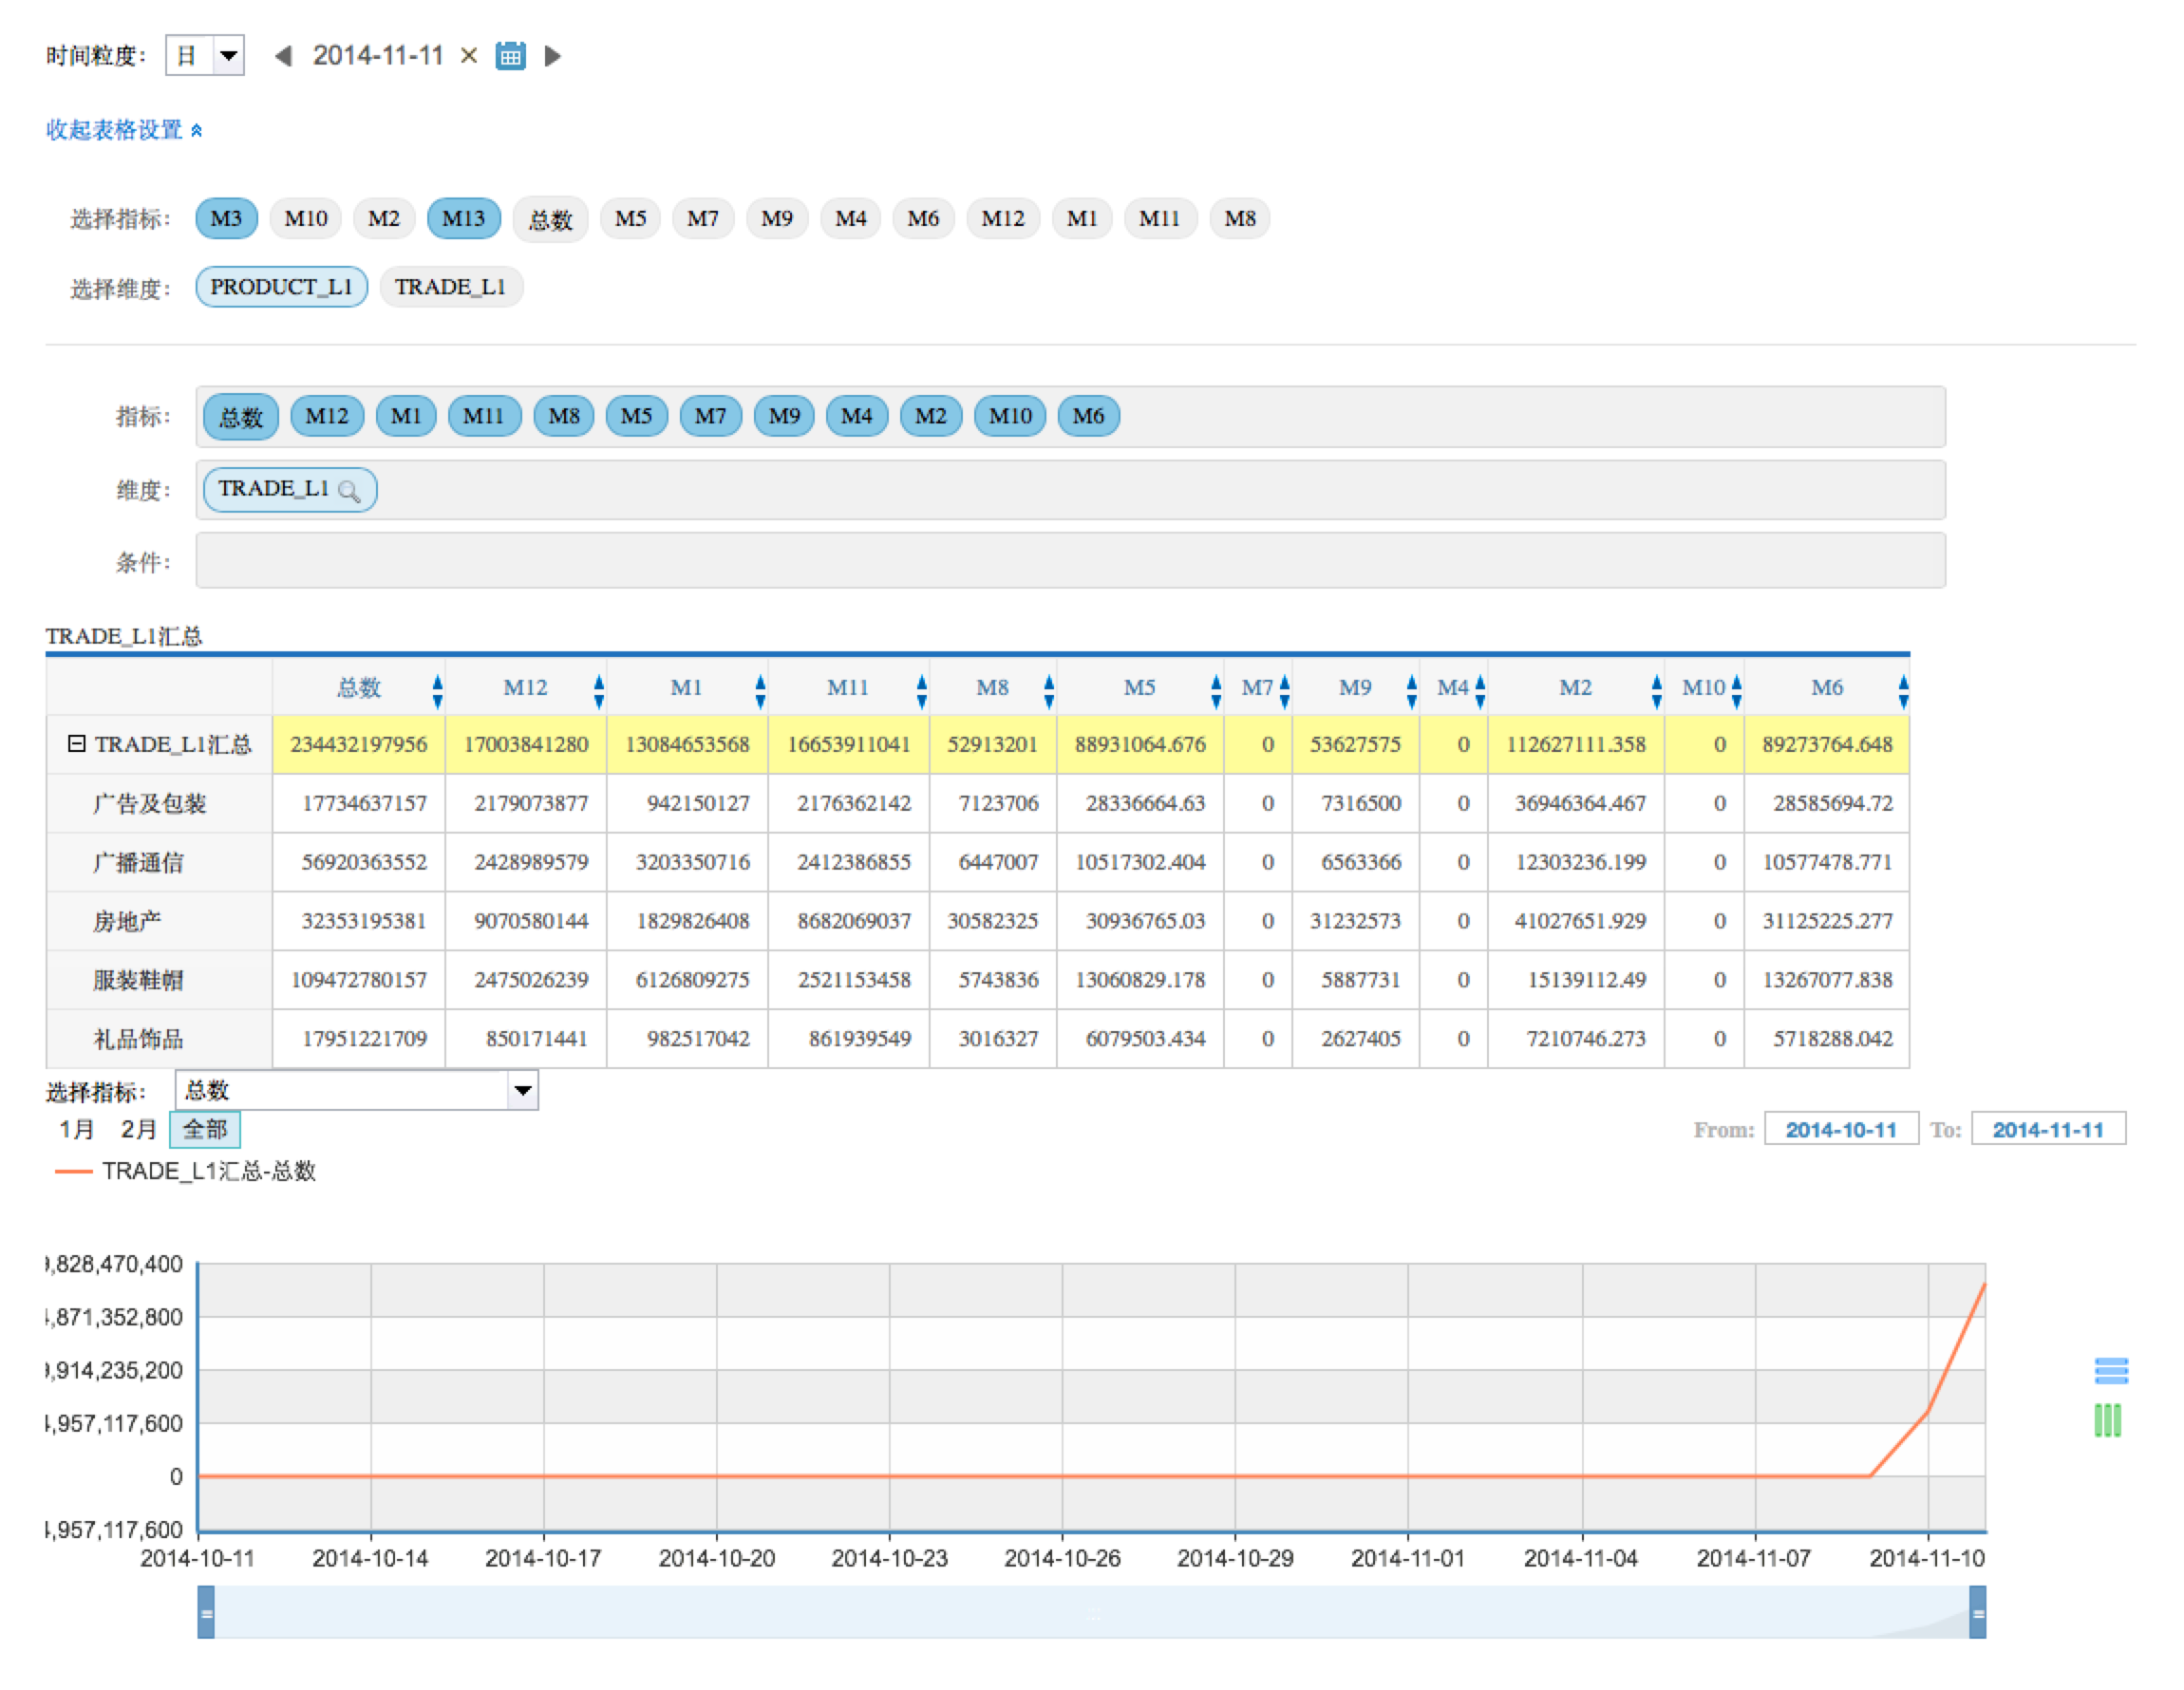 时间粒度： 日 2014-11-11 ×
收起表格设置
选择指标： M3 M10 M2 M13 总数 M5 M7 M9 M4 M6 M12 M1 M11 M8
选择维度： PRODUCT_L1 TRADE_L1
指标： 总数 M12 M1 M11 M8 M5 M7 M9 M4 M2 M10 M6
维度： TRADE_L1
条件：
TRADE_L1汇总
总数 M12 M1 M11 M8 M5 M7 M9 M4 M2 M10 M6
TRADE_L1汇总 234432197956 17003841280 13084653568 16653911041 52913201 88931064.676 0 53627575 0 112627111.358 0 89273764.648
广告及包装 17734637157 2179073877 942150127 2176362142 7123706 28336664.63 0 7316500 0 36946364.467 0 28585694.72
广播通信 56920363552 2428989579 3203350716 2412386855 6447007 10517302.404 0 6563366 0 12303236.199 0 10577478.771
房地产 32353195381 9070580144 1829826408 8682069037 30582325 30936765.03 0 31232573 0 41027651.929 0 31125225.277
服装鞋帽 109472780157 2475026239 6126809275 2521153458 5743836 13060829.178 0 5887731 0 15139112.49 0 13267077.838
礼品饰品 17951221709 850171441 982517042 861939549 3016327 6079503.434 0 2627405 0 7210746.273 0 5718288.042
选择指标： 总数
1月 2月 全部 From: 2014-10-11 To: 2014-11-11
TRADE_L1汇总-总数
,828,470,400
,871,352,800
,914,235,200
,957,117,600
0
,957,117,600
2014-10-11 2014-10-14 2014-10-17 2014-10-20 2014-10-23 2014-10-26 2014-10-29 2014-11-01 2014-11-04 2014-11-07 2014-11-10